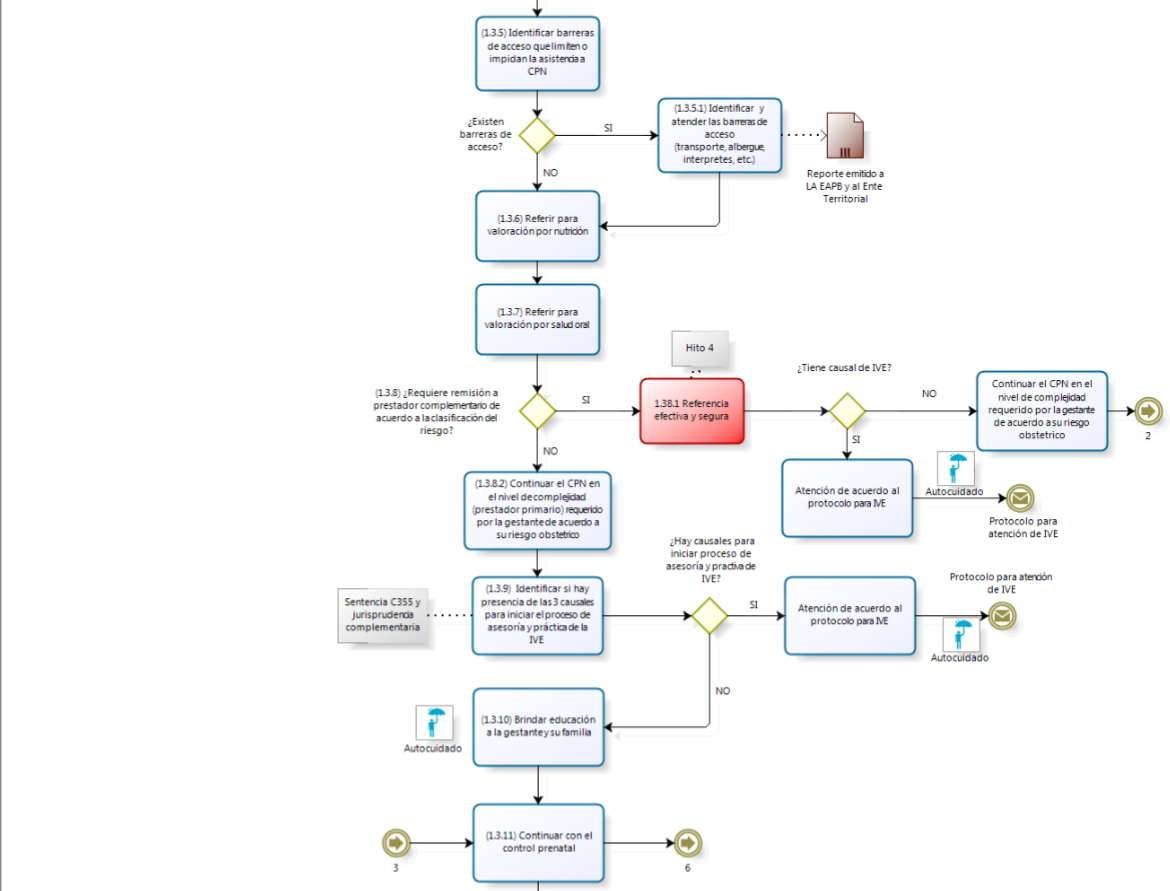 (1.3.5) Identificar barreras
de acceso que limiten o
impidan la asistencia a
CPN
¿Existen
barreras de
acceso?
SI
(1.3.5.1) Identificar y
atender las barreras de
acceso
(transporte, albergue,
interpretes, etc.)
Reporte emitido a
LA EAPB y al Ente
Territorial
NO
(1.3.6) Referir para
valoración por nutrición
(1.3.7) Referir para
valoración por salud oral
Hito 4
(1.3.8) ¿Requiere remisión a
prestador complementario de
acuerdo a la clasificación del
riesgo?
SI
1.38.1 Referencia
efectiva y segura
¿Tiene causal de IVE?
NO
Continuar el CPN en el
nivel de complejidad
requerido por la gestante
de acuerdo a su riesgo
obstetrico
2
SI
NO
Atención de acuerdo al
protocolo para IVE
Autocuidado
Protocolo para
atención de IVE
(1.3.8.2) Continuar el CPN en
el nivel de complejidad
(prestador primario) requerido
por la gestante de acuerdo a
su riesgo obstetrico
¿Hay causales para
iniciar proceso de
asesoría y practiva de
IVE?
Sentencia C355 y
jurisprudencia
complementaria
(1.3.9) Identificar si hay
presencia de las 3 causales
para iniciar el proceso de
asesoría y práctica de la
IVE
SI
Atención de acuerdo al
protocolo para IVE
Protocolo para atención
de IVE
Autocuidado
NO
Autocuidado
(1.3.10) Brindar educación
a la gestante y su familia
3
(1.3.11) Continuar con el
control prenatal
6